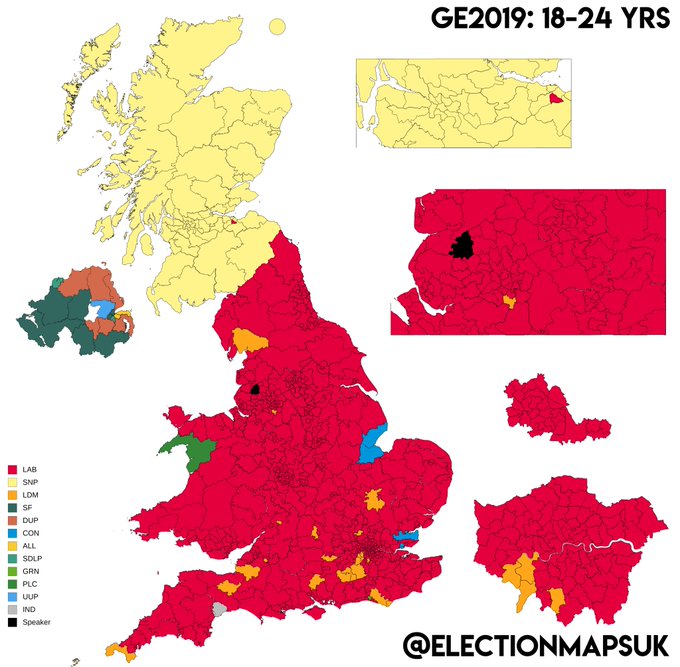 GE2019: 18-24 YRS
LAB
SNP
LDM
SF
DUP
CON
ALL
SDLP
GRN
PLC
UUP
IND
Speaker
@ELECTIONMAPSUK